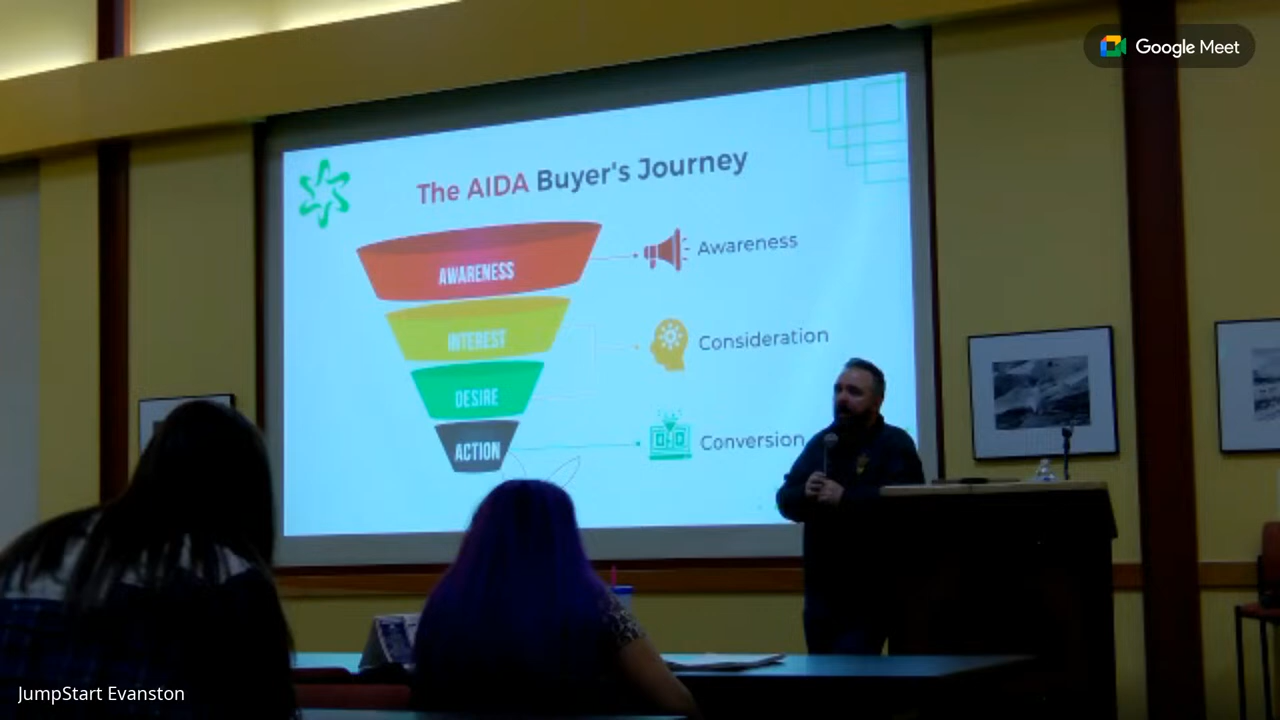 Google Meet
The AIDA Buyer's Journey
AWARENESS
Awareness
INTEREST
Consideration
DESIRE
ACTION
Conversion
JumpStart Evanston